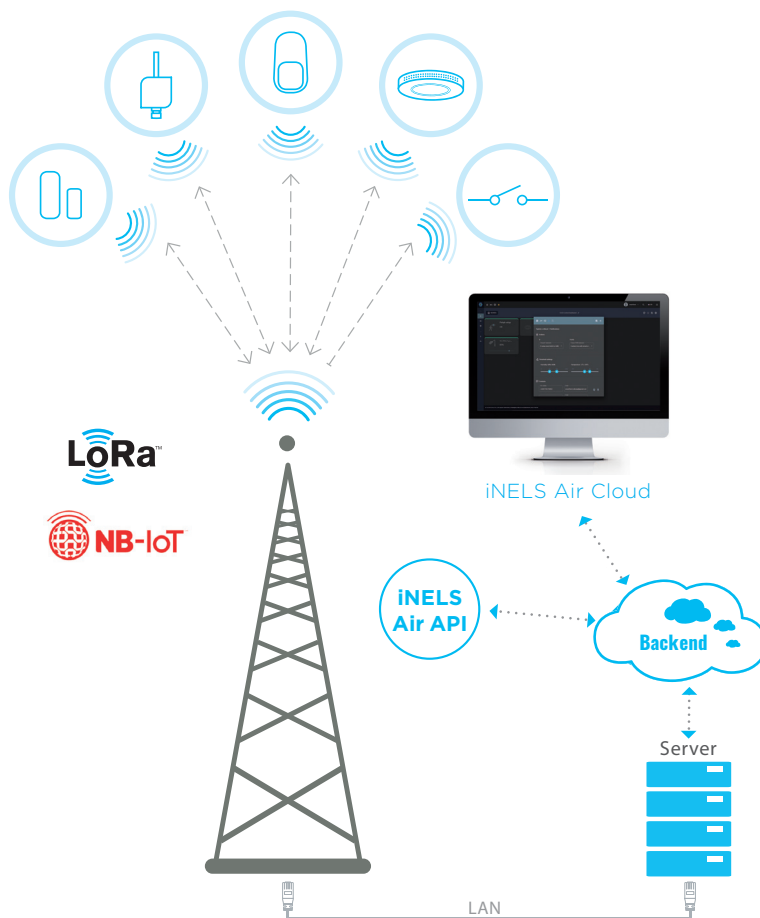 LoRa™
NB-IoT
iNELS Air Cloud
iNELS
Air API
Backend
Server
LAN